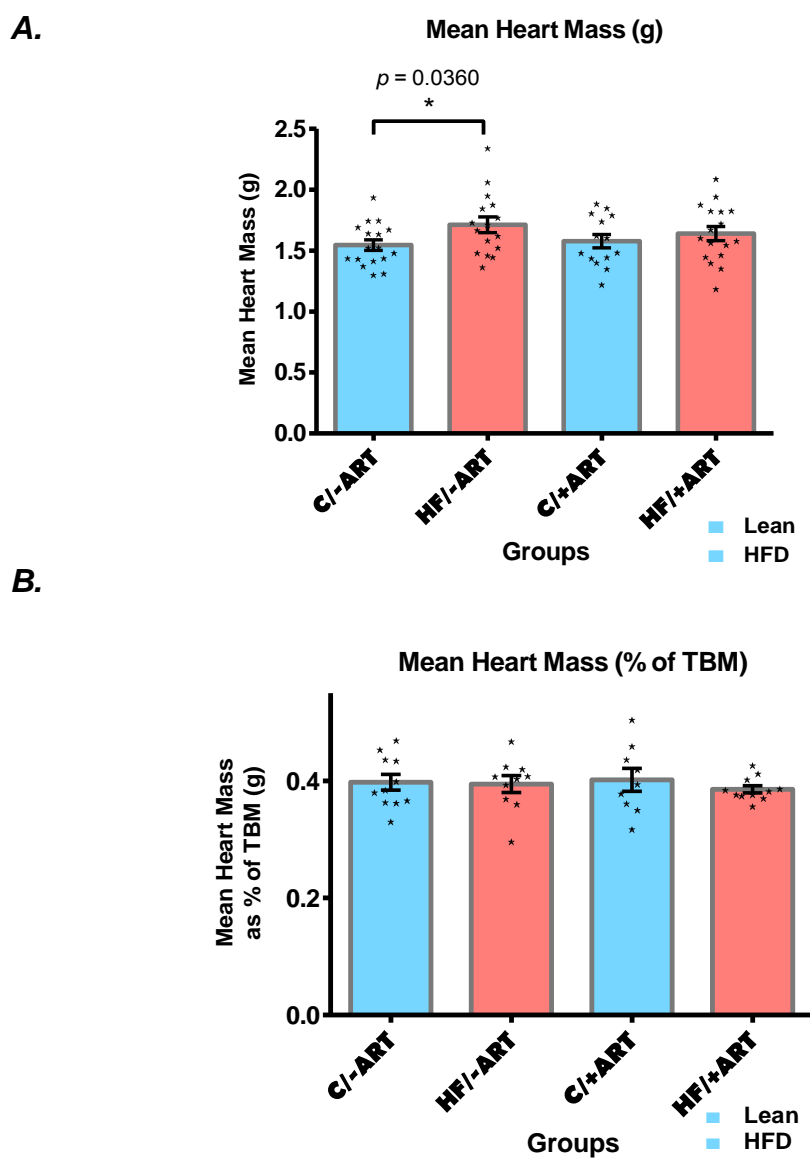 A.
Mean Heart Mass (g)
p = 0.0360
*
Mean Heart Mass (g)
2.5
2.0
1.5
1.0
0.5
0.0
C/-ART
HF/-ART
C/+ART
HF/+ART
Groups
Lean
HFD
B.
Mean Heart Mass (% of TBM)
Mean Heart Mass
as % of TBM (g)
0.4
0.2
0.0
C/-ART
HF/-ART
C/+ART
HF/+ART
Groups
Lean
HFD